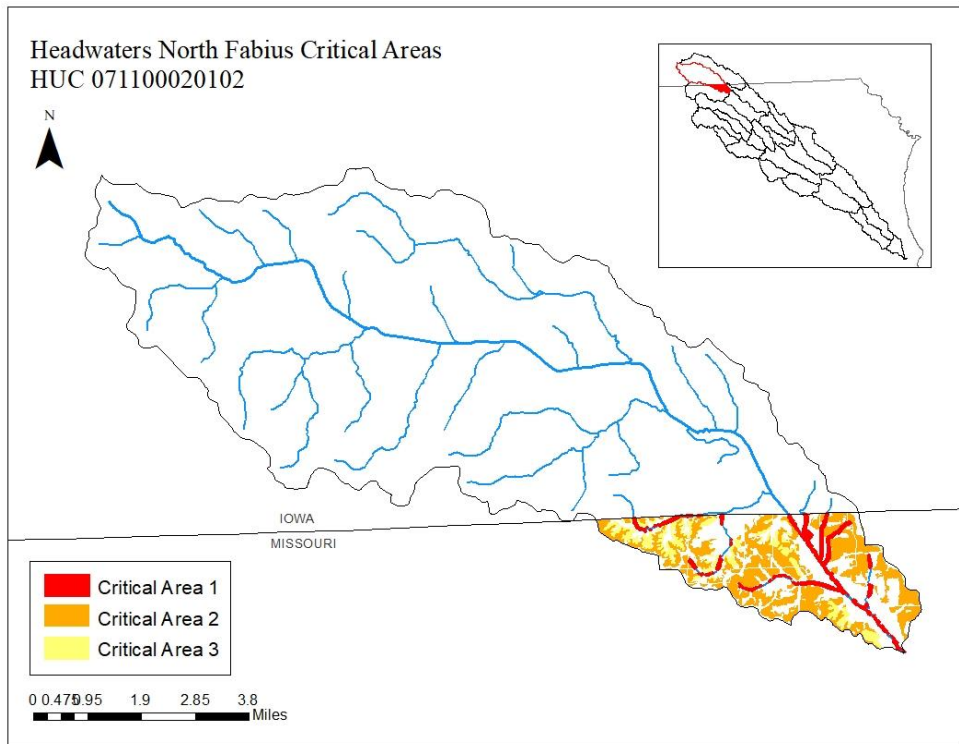 Headwaters North Fabius Critical Areas
HUC 071100020102
N
IOWA
MISSOURI
Critical Area 1
Critical Area 2
Critical Area 3
0 0.475 0.95 1.9 2.85 3.8
Miles